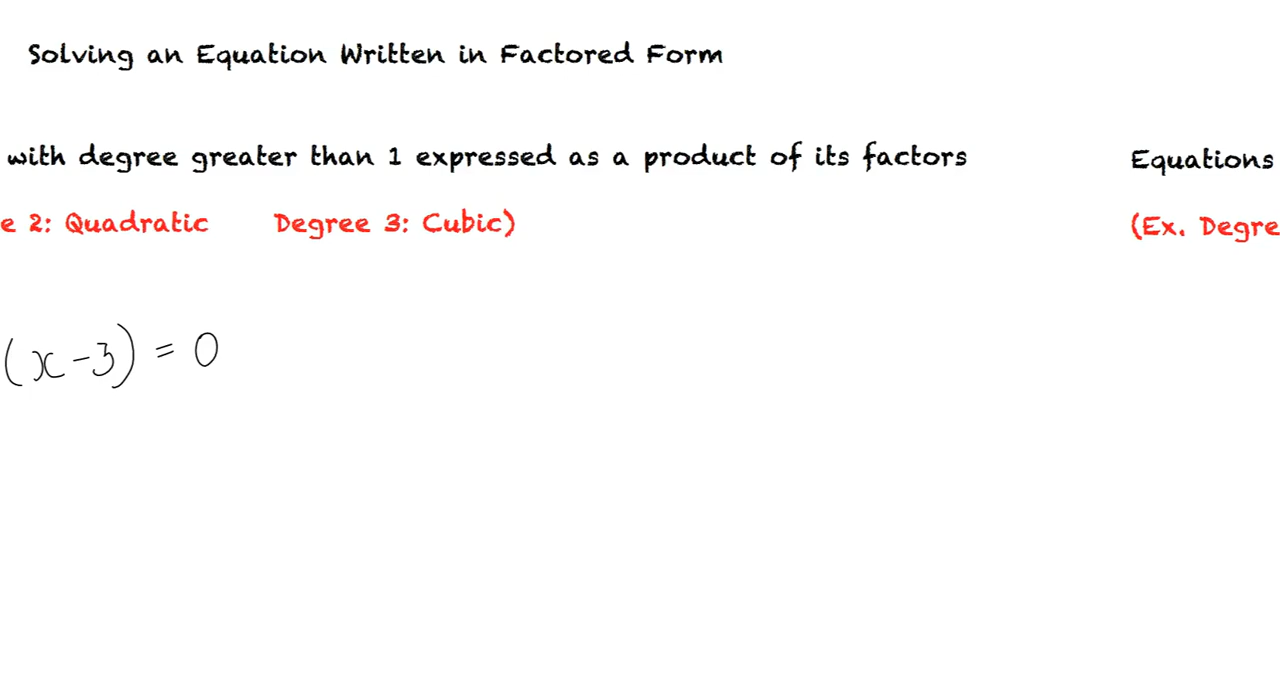 Solving an Equation Written in Factored Form
with degree greater than 1 expressed as a product of its factors Equations
e 2: Quadratic Degree 3: Cubic) (Ex. Degre
(x-3) = 0